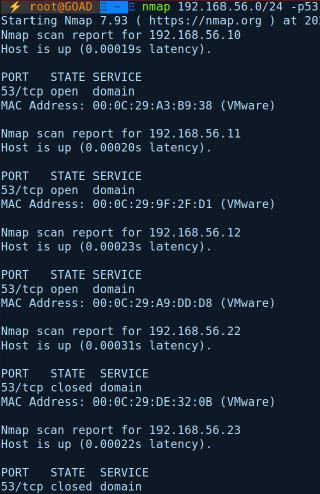 ⚡ root@GOAD ~ nmap 192.168.56.0/24 -p53
Starting Nmap 7.93 ( https://nmap.org ) at 20
Nmap scan report for 192.168.56.10
Host is up (0.00019s latency).
PORT   STATE SERVICE
53/tcp open  domain
MAC Address: 00:0C:29:A3:B9:38 (VMware)
Nmap scan report for 192.168.56.11
Host is up (0.00020s latency).
PORT   STATE SERVICE
53/tcp open  domain
MAC Address: 00:0C:29:9F:2F:D1 (VMware)
Nmap scan report for 192.168.56.12
Host is up (0.00023s latency).
PORT   STATE SERVICE
53/tcp open  domain
MAC Address: 00:0C:29:A9:DD:D8 (VMware)
Nmap scan report for 192.168.56.22
Host is up (0.00031s latency).
PORT   STATE  SERVICE
53/tcp closed domain
MAC Address: 00:0C:29:DE:32:0B (VMware)
Nmap scan report for 192.168.56.23
Host is up (0.00022s latency).
PORT   STATE  SERVICE
53/tcp closed domain